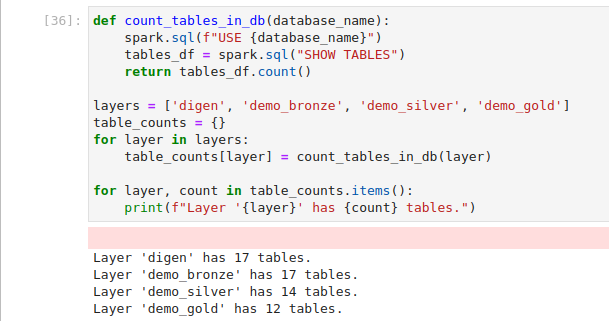 [36]: def count_tables_in_db(database_name):
    spark.sql(f"USE {database_name}")
    tables_df = spark.sql("SHOW TABLES")
    return tables_df.count()

layers = ['digen', 'demo_bronze', 'demo_silver', 'demo_gold']
table_counts = {}
for layer in layers:
    table_counts[layer] = count_tables_in_db(layer)

for layer, count in table_counts.items():
    print(f"Layer '{layer}' has {count} tables.")

Layer 'digen' has 17 tables.
Layer 'demo_bronze' has 17 tables.
Layer 'demo_silver' has 14 tables.
Layer 'demo_gold' has 12 tables.